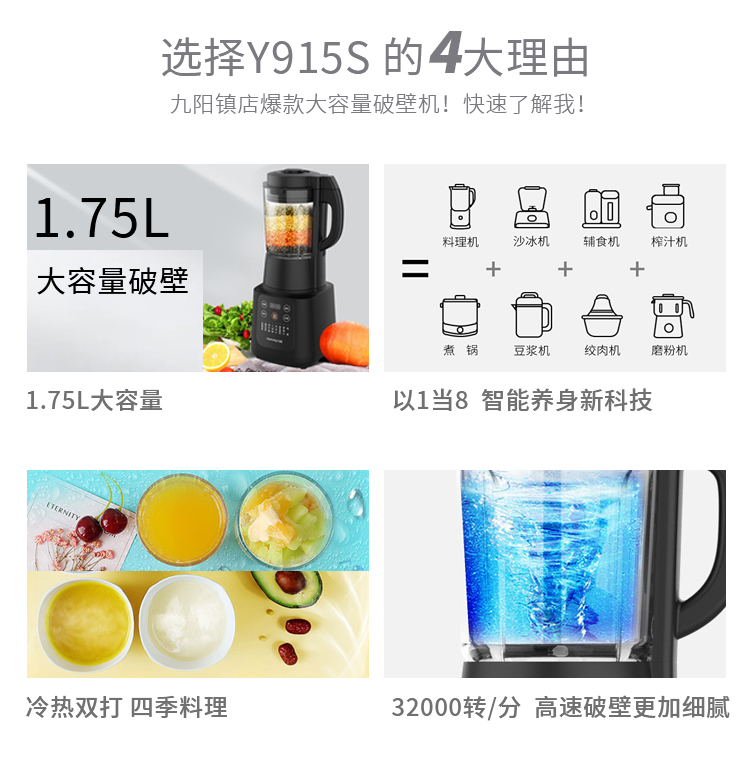 选择Y915S 的4大理由
九阳镇店爆款大容量破壁机！快速了解我！
1.75L
大容量破壁
料理机 沙冰机 辅食机 榨汁机
= + + +
煮 锅 豆浆机 绞肉机 磨粉机
1.75L大容量
以1当8 智能养身新科技
ETERNITY
冷热双打 四季料理
32000转/分 高速破壁更加细腻